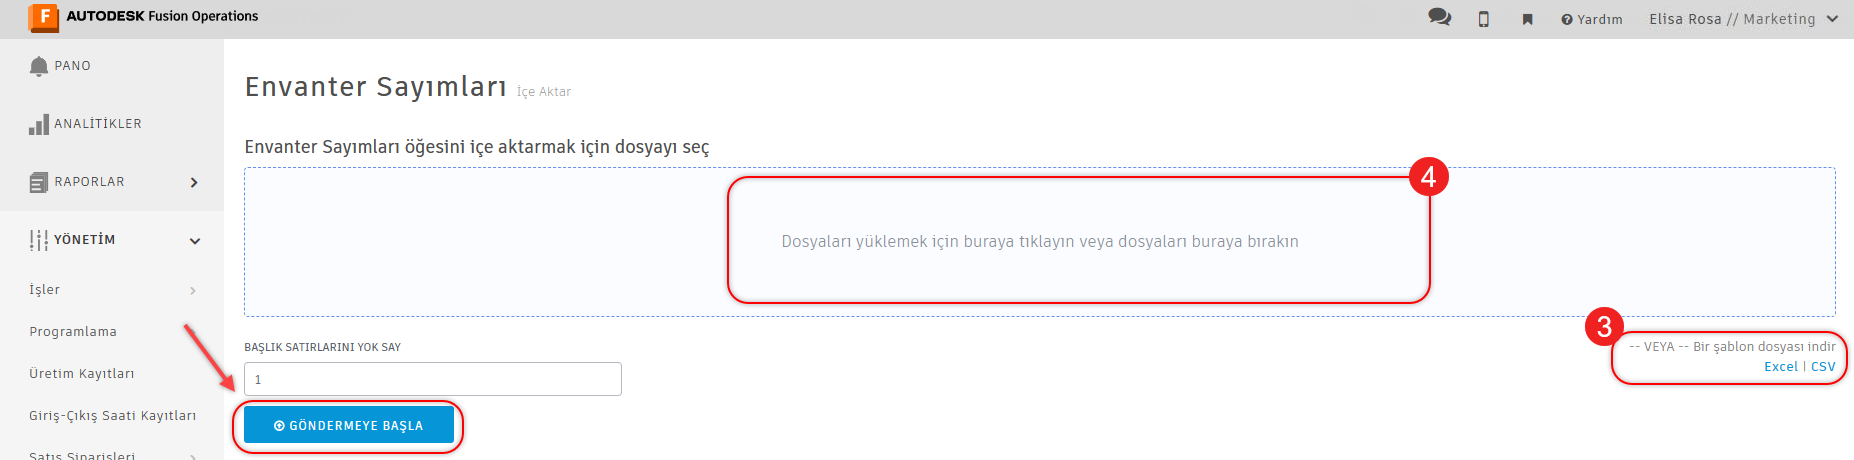 AUTODESK Fusion Operations
Yardım
Elisa Rosa // Marketing
PANO
ANALİTİKLER
RAPORLAR
YÖNETİM
İşler
Programlama
Üretim Kayıtları
Giriş-Çıkış Saati Kayıtları
Satış Siparişleri
Envanter Sayımları İçe Aktar
Envanter Sayımları öğesini içe aktarmak için dosyayı seç
4
Dosyaları yüklemek için buraya tıklayın veya dosyaları buraya bırakın
3
-- VEYA -- Bir şablon dosyası indir
Excel | CSV
BAŞLIK SATIRLARINI YOK SAY
1
GÖNDERMEYE BAŞLA